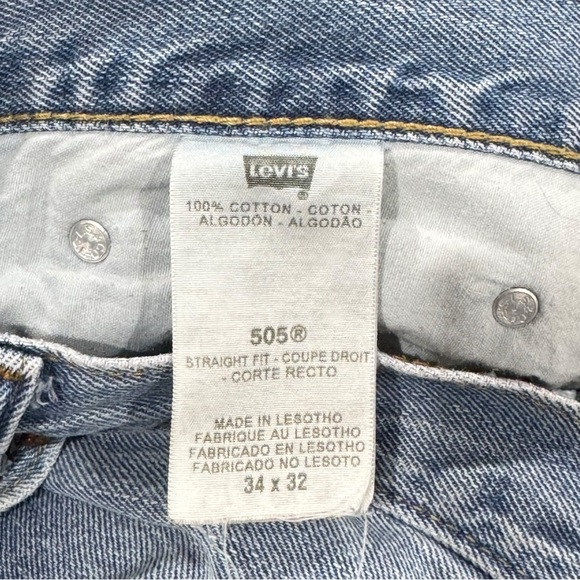 Levi's
®
100% COTTON - COTON -
ALGODÓN - ALGODÃO
505®
STRAIGHT FIT - COUPE DROIT
- CORTE RECTO
MADE IN LESOTHO
FABRIQUE AU LESOTHO
FABRICADO EN LESOTHO
FABRICADO NO LESOTO
34 x 32